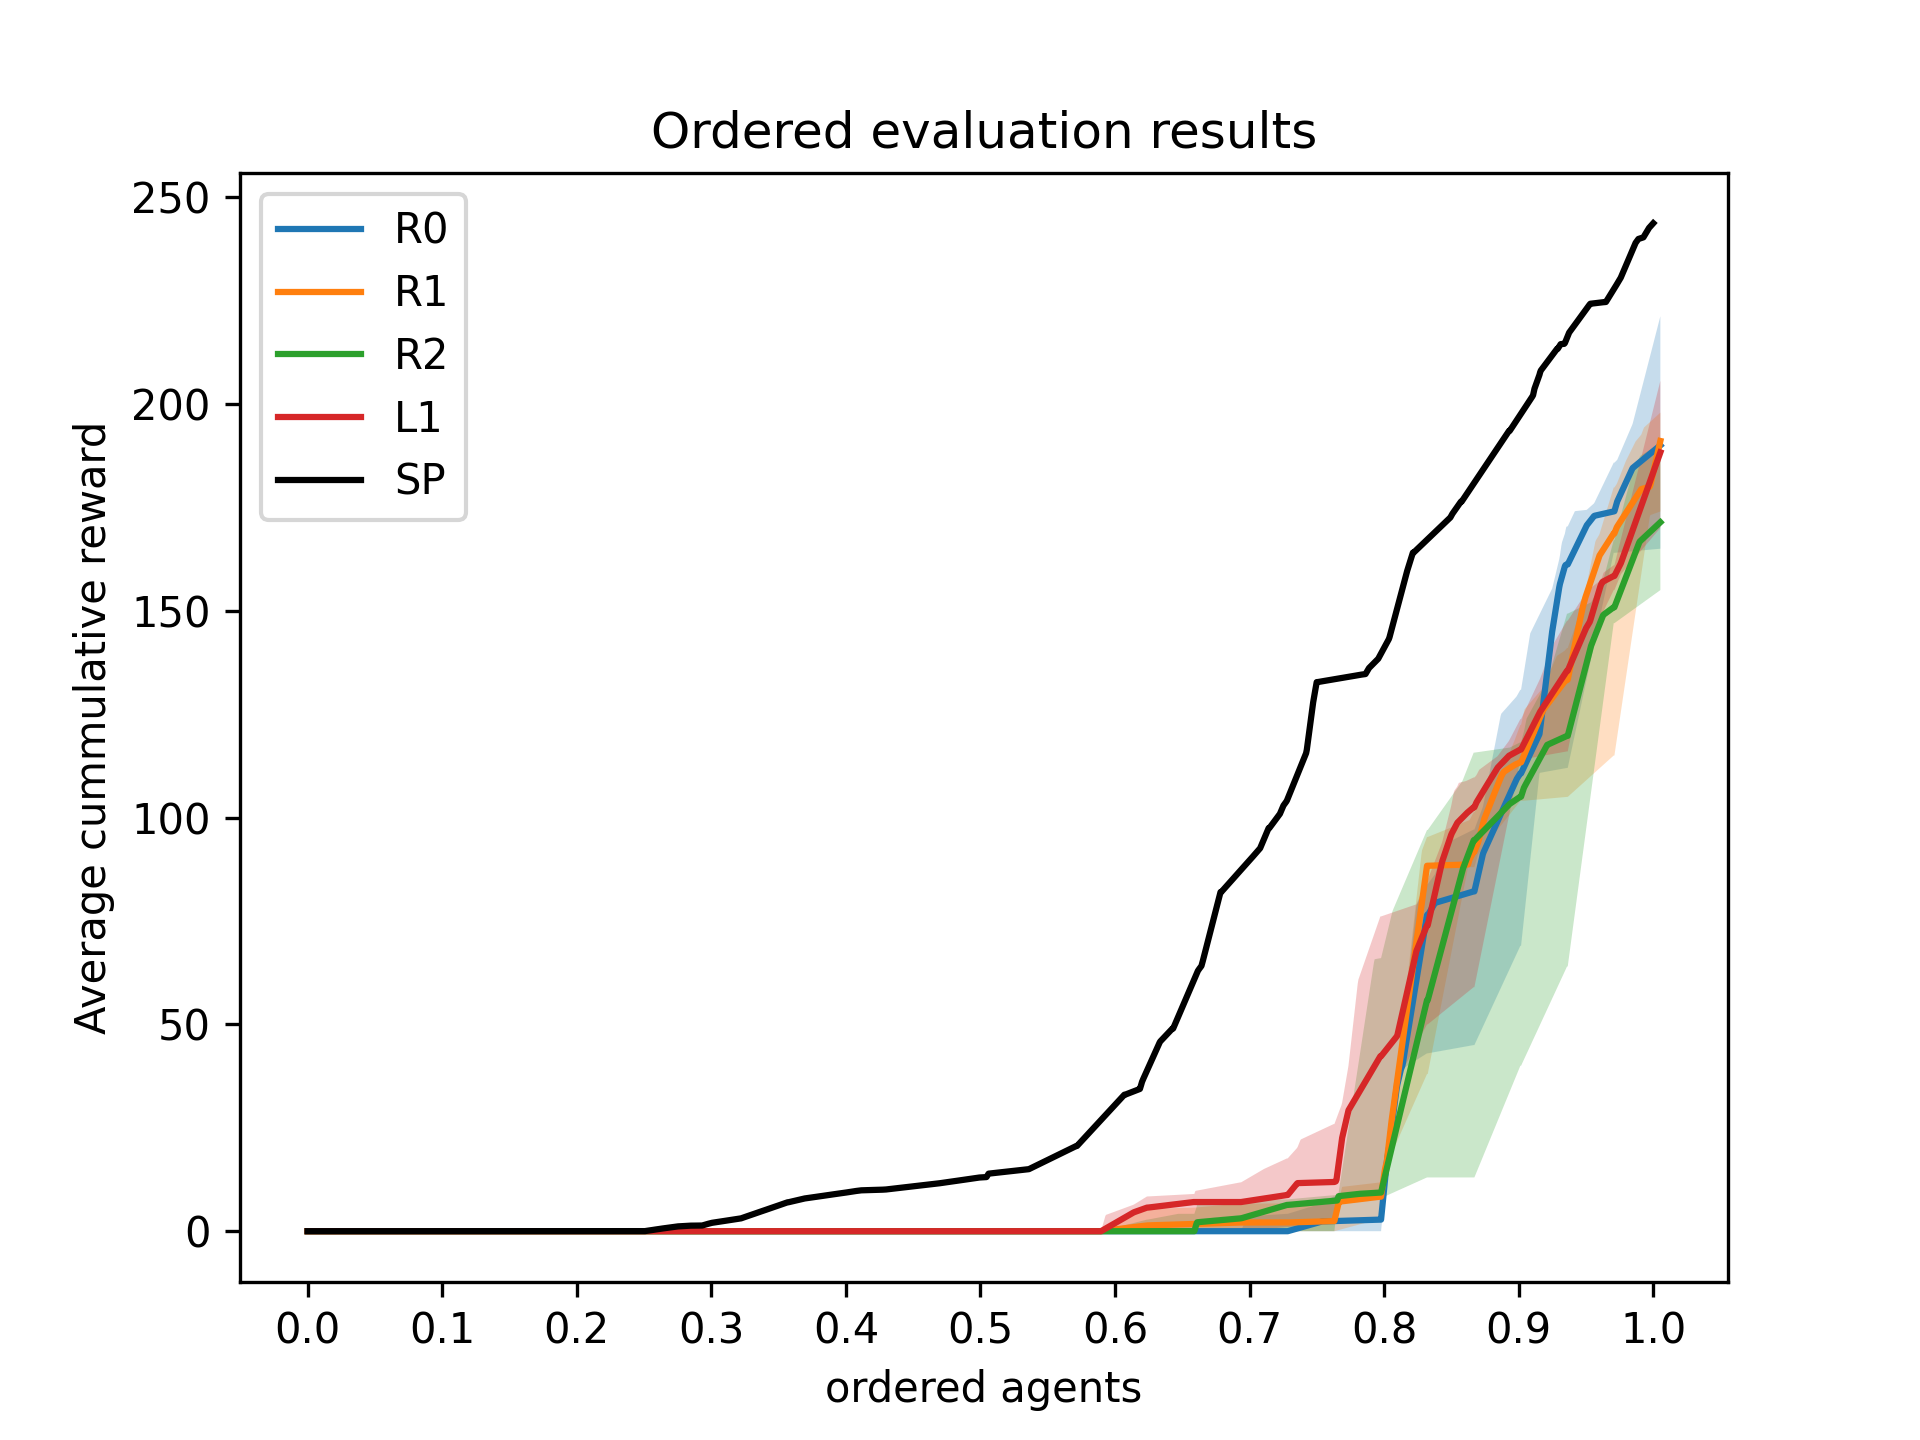 Ordered evaluation results
250
200
150
100
50
0
Average cummulative reward
R0
R1
R2
L1
SP
0.0 0.1 0.2 0.3 0.4 0.5 0.6 0.7 0.8 0.9 1.0
ordered agents